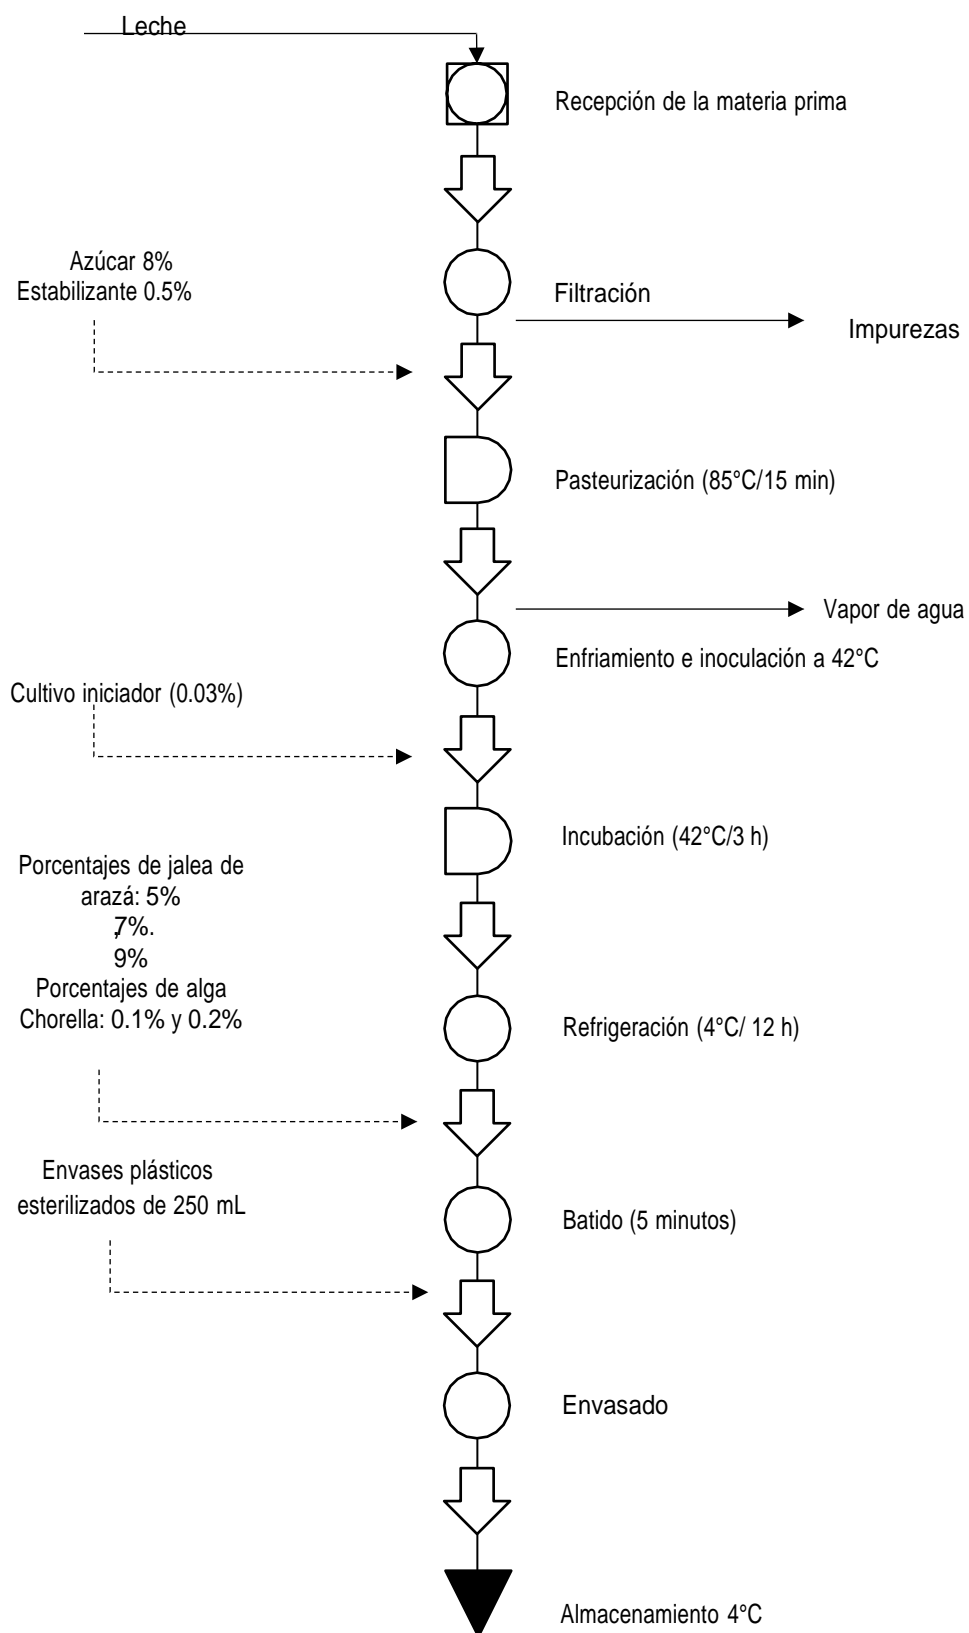 Leche
Recepción de la materia prima
Azúcar 8%
Estabilizante 0.5%
Filtración
Impurezas
Pasteurización (85°C/15 min)
Vapor de agua
Enfriamiento e inoculación a 42°C
Cultivo iniciador (0.03%)
Incubación (42°C/3 h)
Porcentajes de jalea de
arazá: 5%
,7%.
9%
Porcentajes de alga
Chorella: 0.1% y 0.2%
Refrigeración (4°C/ 12 h)
Envases plásticos
esterilizados de 250 mL
Batido (5 minutos)
Envasado
Almacenamiento 4°C